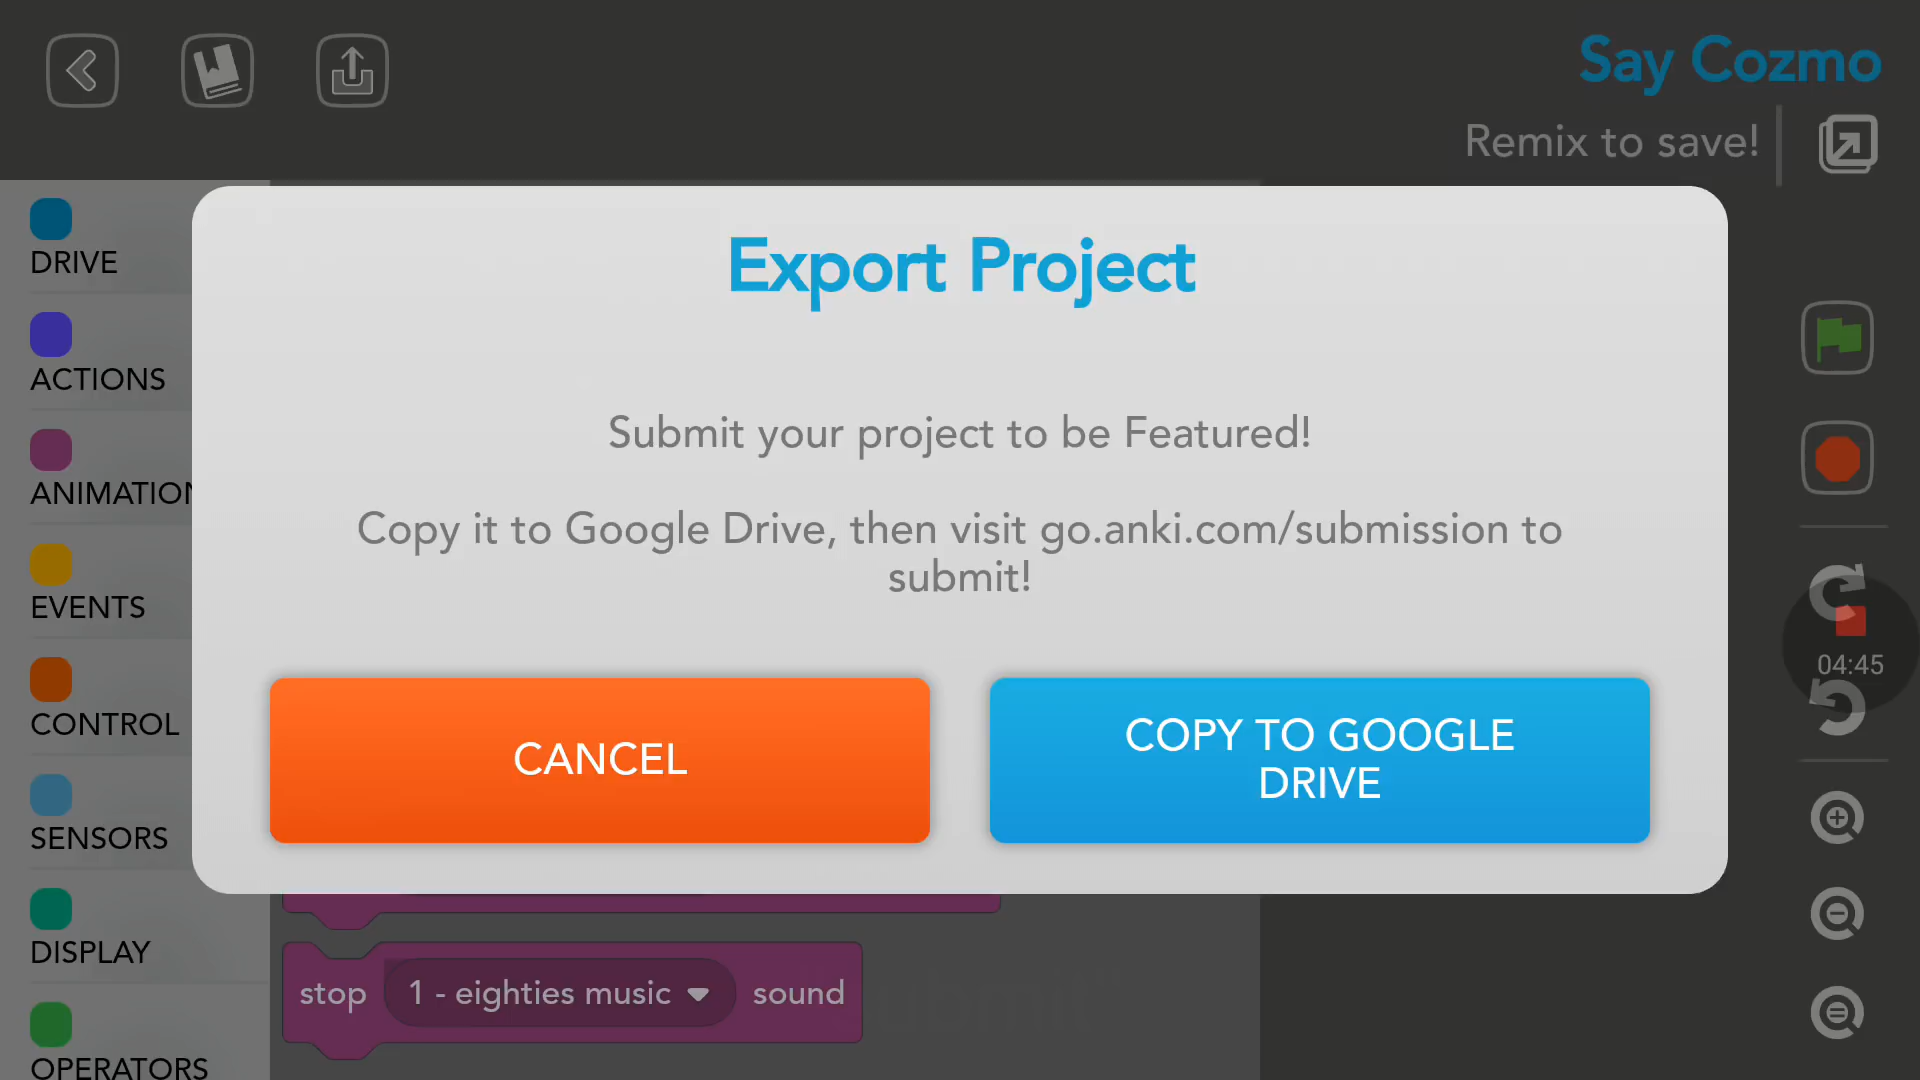 Say Cozmo
Remix to save!
DRIVE
ACTIONS
ANIMATION
EVENTS
CONTROL
SENSORS
DISPLAY
OPERATORS
Export Project
Submit your project to be Featured!
Copy it to Google Drive, then visit go.anki.com/submission to
submit!
CANCEL
COPY TO GOOGLE
DRIVE
04:45
stop 1 - eighties music sound